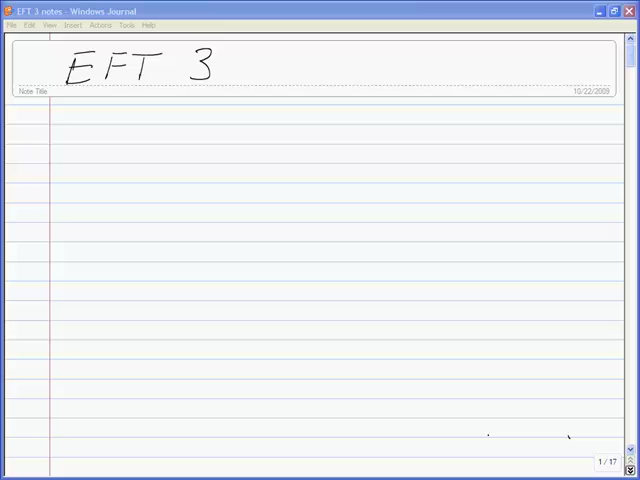 EFT 3 notes - Windows Journal
File Edit View Insert Actions Tools Help
EFT 3
Note Title
10/22/2009
1 / 17